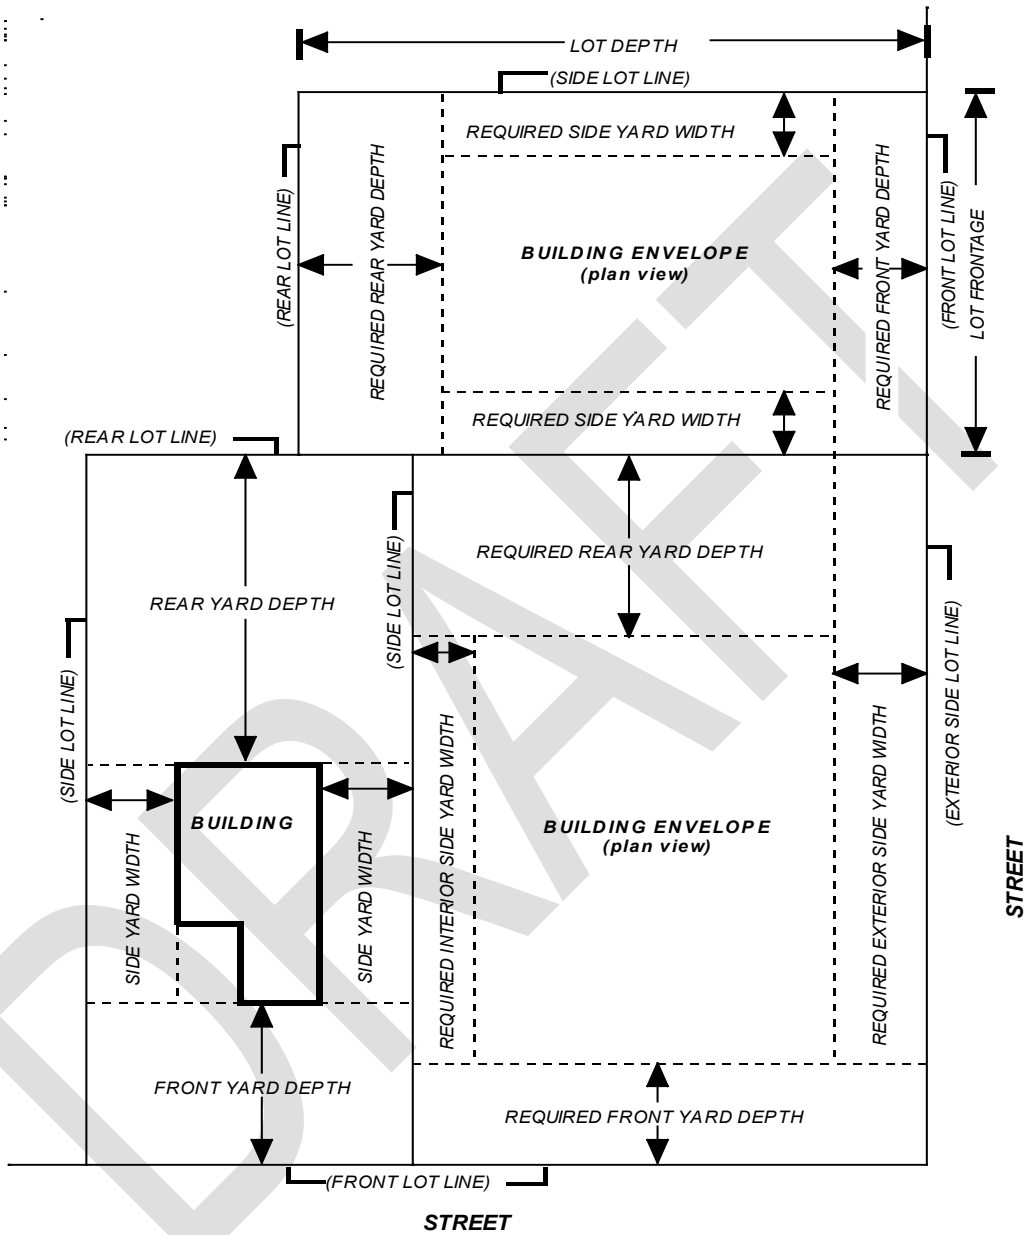 LOT DEPTH
(SIDE LOT LINE)
REQUIRED SIDE YARD WIDTH
(REAR LOT LINE)
REQUIRED REAR YARD DEPTH
BUILDING ENVELOPE
(plan view)
REQUIRED FRONT YARD DEPTH
(FRONT LOT LINE)
LOT FRONTAGE
REQUIRED SIDE YARD WIDTH
(REAR LOT LINE)
(SIDE LOT LINE)
REQUIRED REAR YARD DEPTH
REAR YARD DEPTH
(SIDE LOT LINE)
(EXTERIOR SIDE LOT LINE)
BUILDING
SIDE YARD WIDTH
SIDE YARD WIDTH
REQUIRED INTERIOR SIDE YARD WIDTH
BUILDING ENVELOPE
(plan view)
REQUIRED EXTERIOR SIDE YARD WIDTH
STREET
FRONT YARD DEPTH
REQUIRED FRONT YARD DEPTH
(FRONT LOT LINE)
STREET
DRAFT